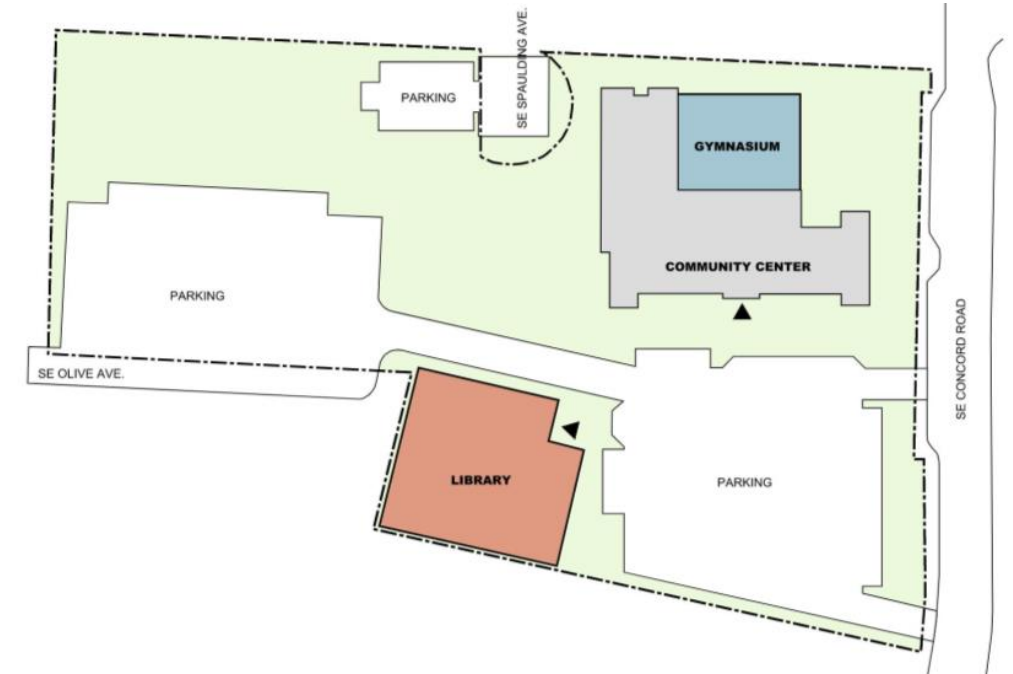 SE SPAULDING AVE.
PARKING
GYMNASIUM
COMMUNITY CENTER
PARKING
SE OLIVE AVE.
SE CONCORD ROAD
LIBRARY
PARKING